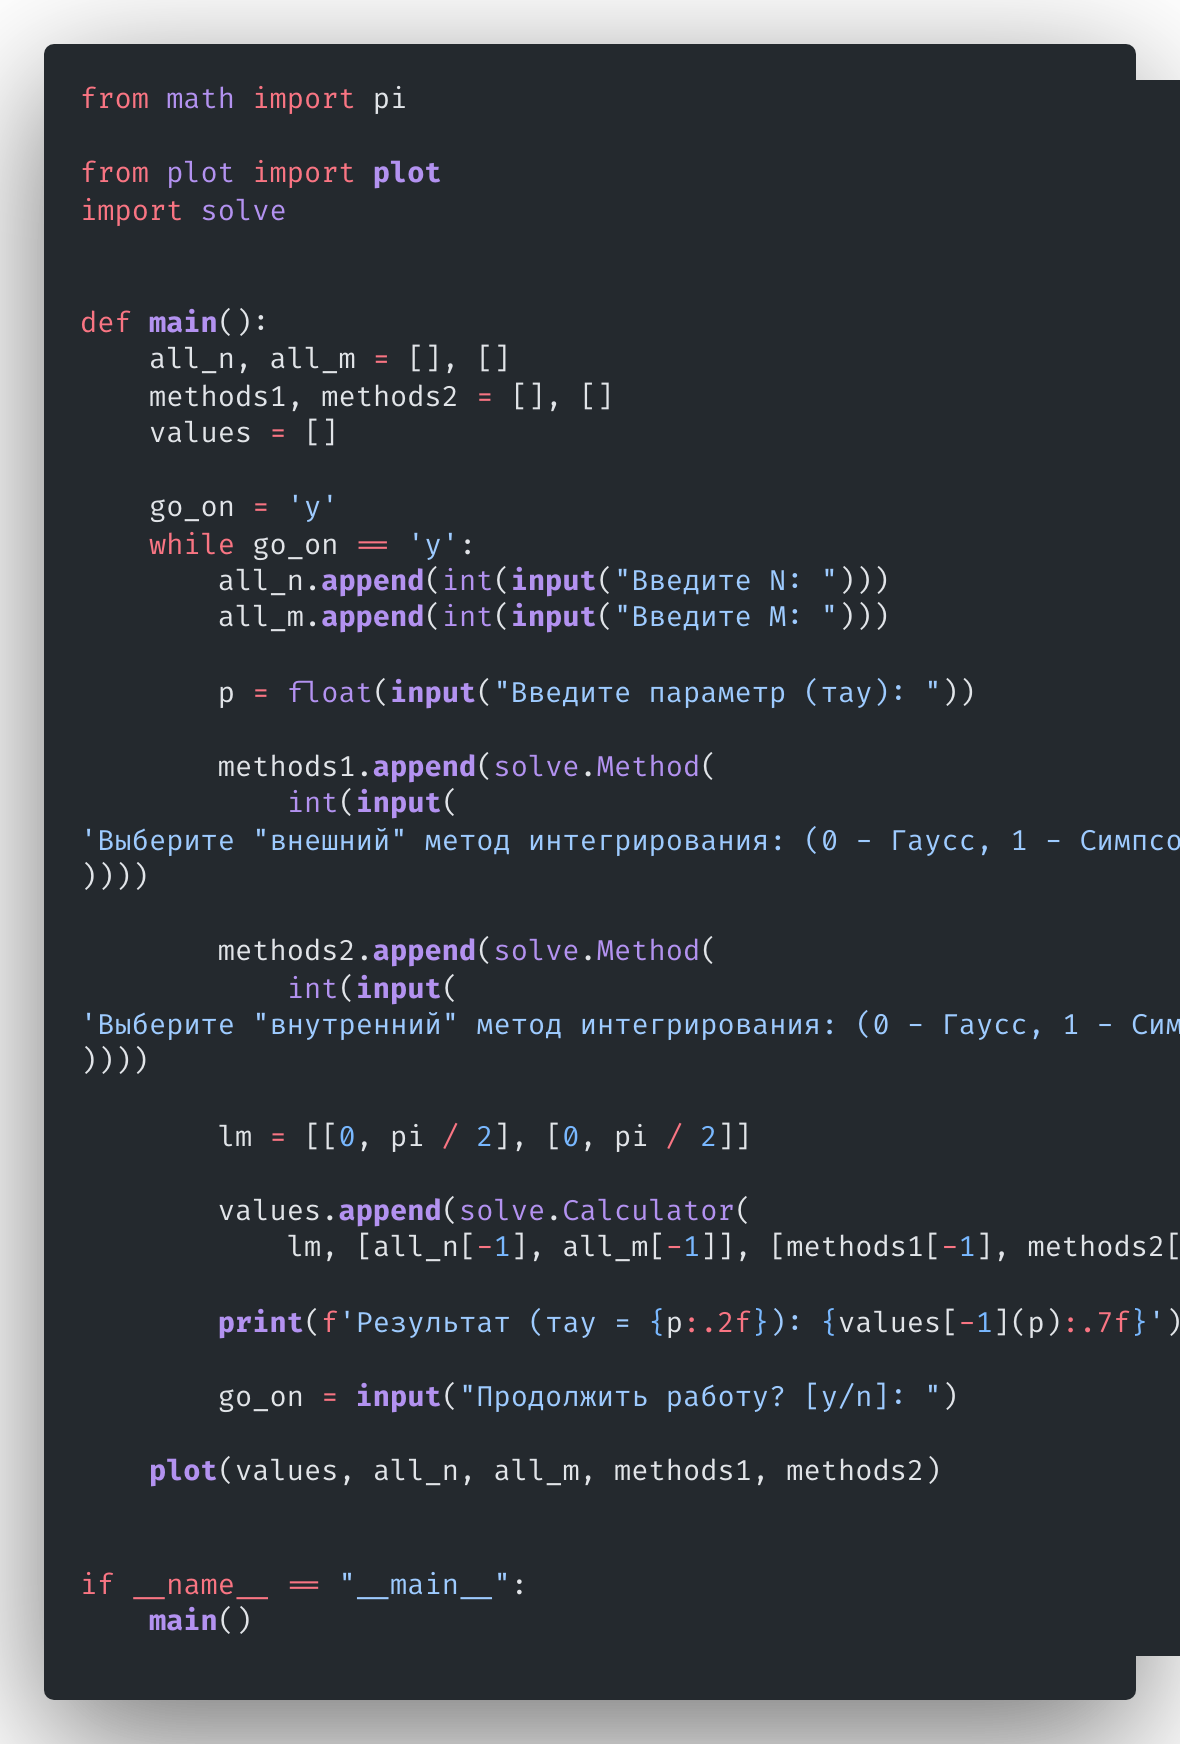 from math import pi
from plot import plot
import solve
def main():
    all_n, all_m = [], []
    methods1, methods2 = [], []
    values = []
    go_on = 'y'
    while go_on == 'y':
        all_n.append(int(input("Введите N: ")))
        all_m.append(int(input("Введите M: ")))
        p = float(input("Введите параметр (тау): "))
        methods1.append(solve.Method(
            int(input(
'Выберите "внешний" метод интегрирования: (0 - Гаусс, 1 -
))))
        methods2.append(solve.Method(
            int(input(
'Выберите "внутренний" метод интегрирования: (0 - Гаусс, 1 -
))))
        lm = [[0, pi / 2], [0, pi / 2]]
        values.append(solve.Calculator(
            lm, [all_n[-1], all_m[-1]], [methods1[-1], methods2[
        print(f'Результат (тау = {p:.2f}): {values[-1](p):.7f}')
        go_on = input("Продолжить работу? [y/n]: ")
    plot(values, all_n, all_m, methods1, methods2)
if __name__ == "__main__":
    main()